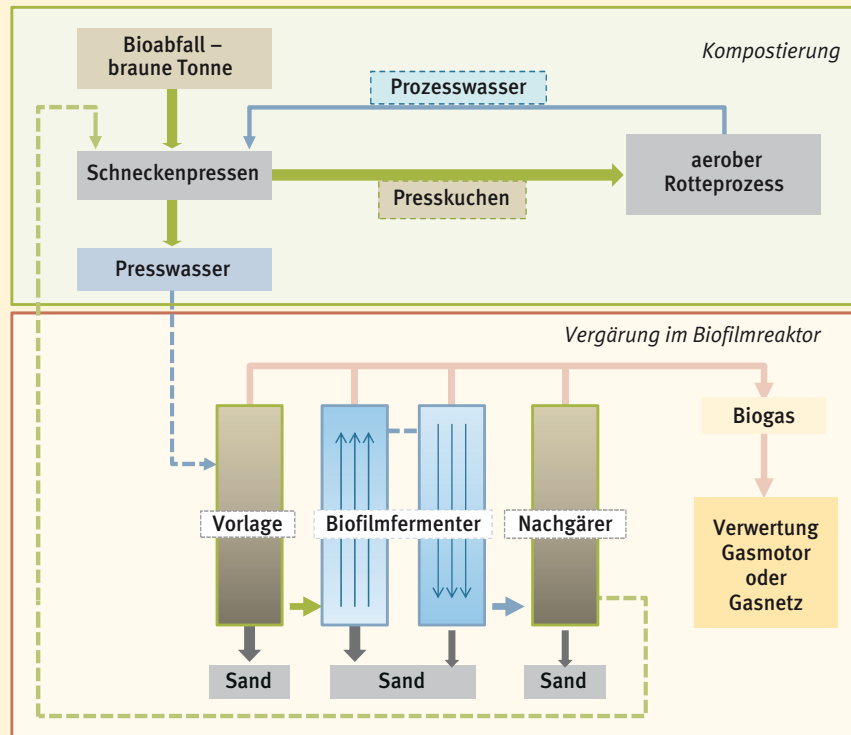 Bioabfall –
braune Tonne
Kompostierung
Prozesswasser
Schneckenpressen
aerober
Rotteprozess
Presskuchen
Presswasser
Vergärung im Biofilmreaktor
Biogas
Vorlage
Biofilmfermenter
Nachgärer
Verwertung
Gasmotor
oder
Gasnetz
Sand
Sand
Sand